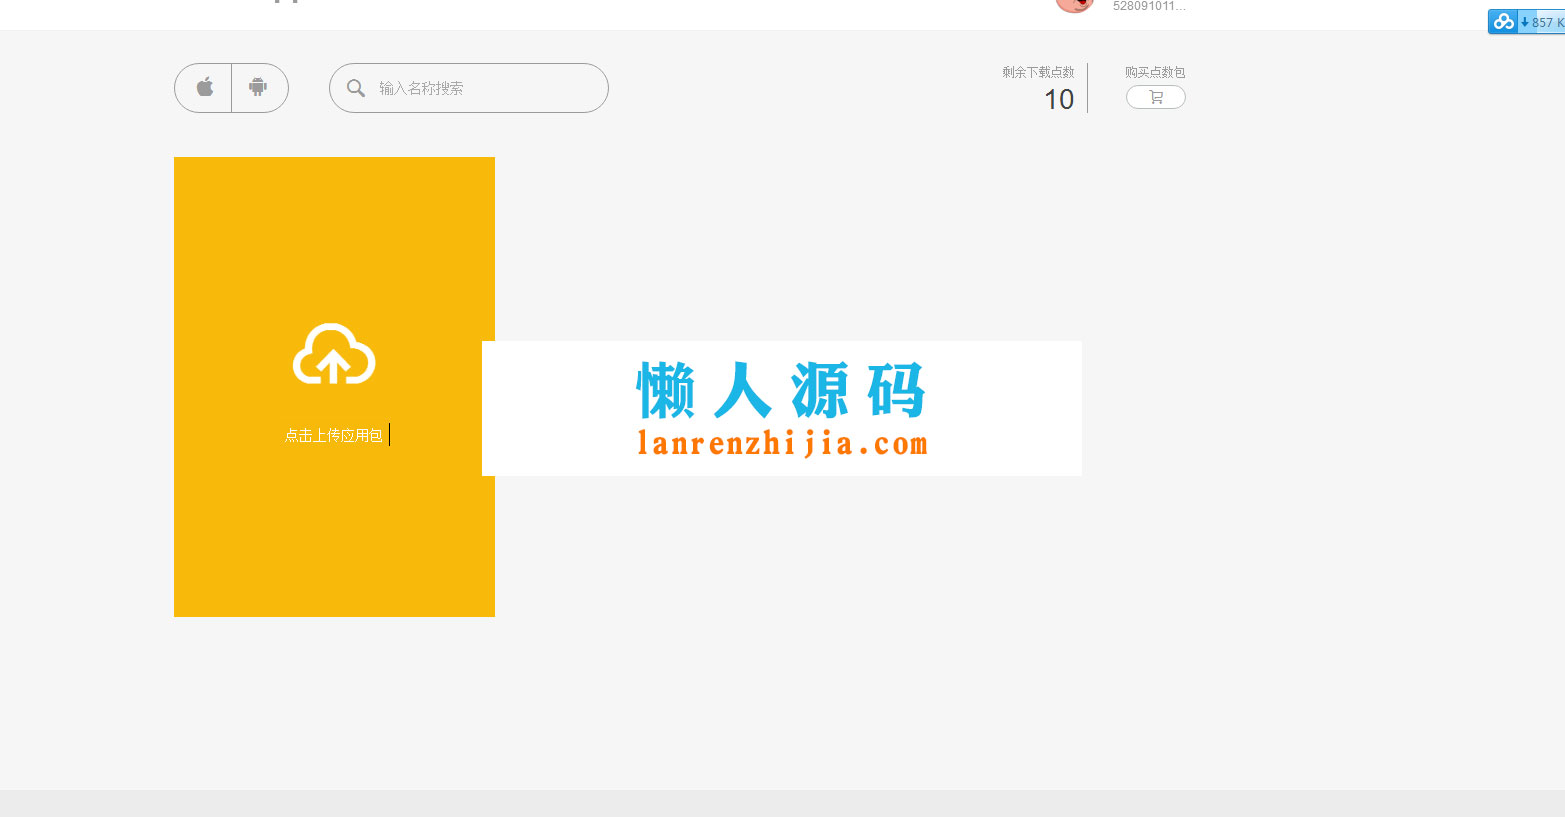 528091011...
857 K
输入名称搜索
剩余下载点数
10
购买点数包
点击上传应用包
懒人源码
lanrenzhijia.com